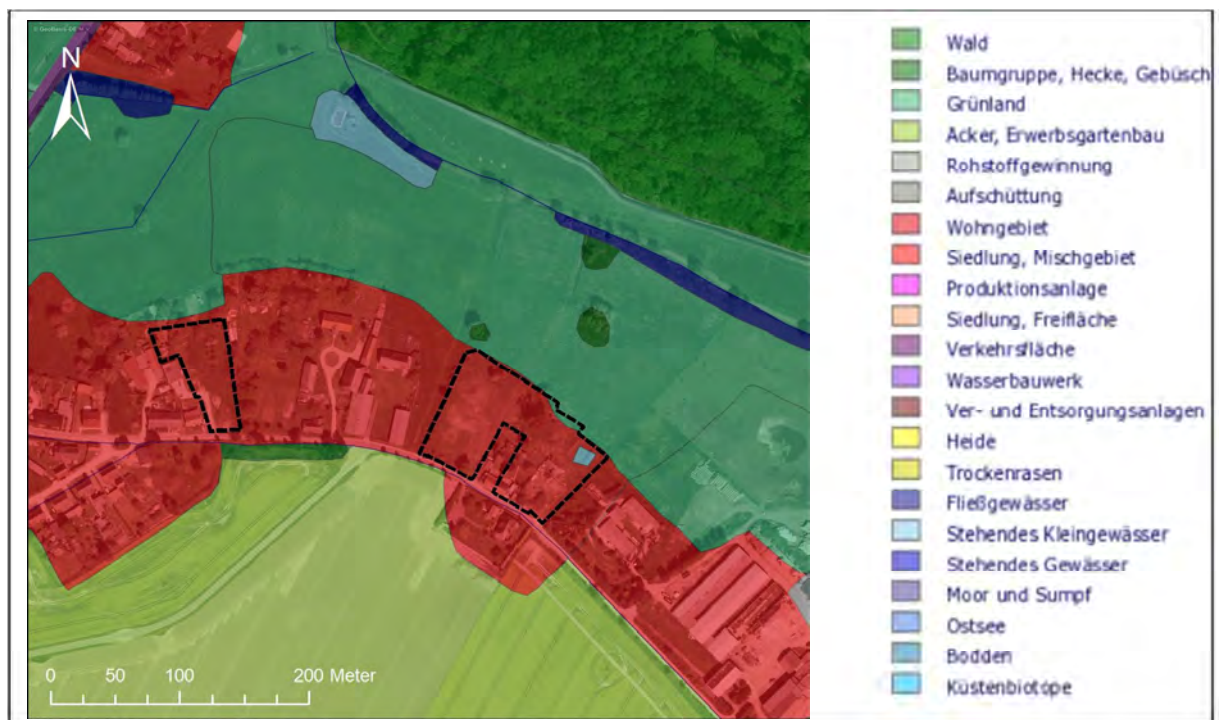 N
0 50 100 200 Meter
Wald
Baumgruppe, Hecke, Gebüsch
Grünland
Acker, Erwerbsgartenbau
Rohstoffgewinnung
Aufschüttung
Wohngebiet
Siedlung, Mischgebiet
Produktionsanlage
Siedlung, Freifläche
Verkehrsfläche
Wasserbauwerk
Ver- und Entsorgungsanlagen
Heide
Trockenrasen
Fließgewässer
Stehendes Kleingewässer
Stehendes Gewässer
Moor und Sumpf
Ostsee
Bodden
Küstenbiotope